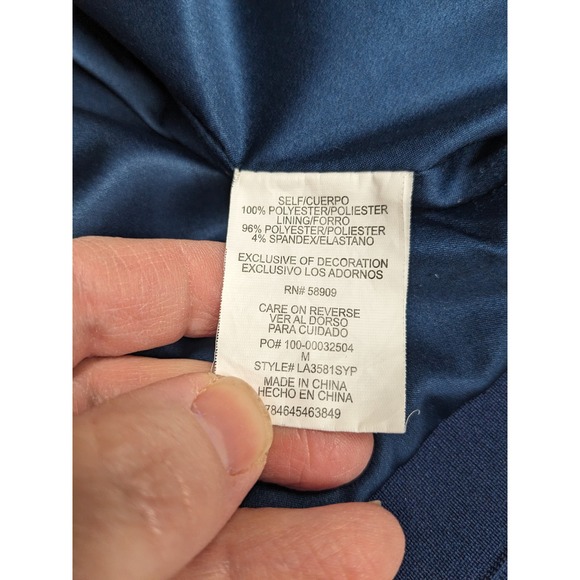 SELF/CUERPO
100% POLYESTER/POLIESTER
LINING/FORRO
96% POLYESTER/POLIESTER
4% SPANDEX/ELASTANO
EXCLUSIVE OF DECORATION
EXCLUSIVO LOS ADORNOS
RN# 58909
CARE ON REVERSE
VER AL DORSO
PARA CUIDADO
PO# 100-00032504
M
STYLE# LA3581SYP
MADE IN CHINA
HECHO EN CHINA
784645463849